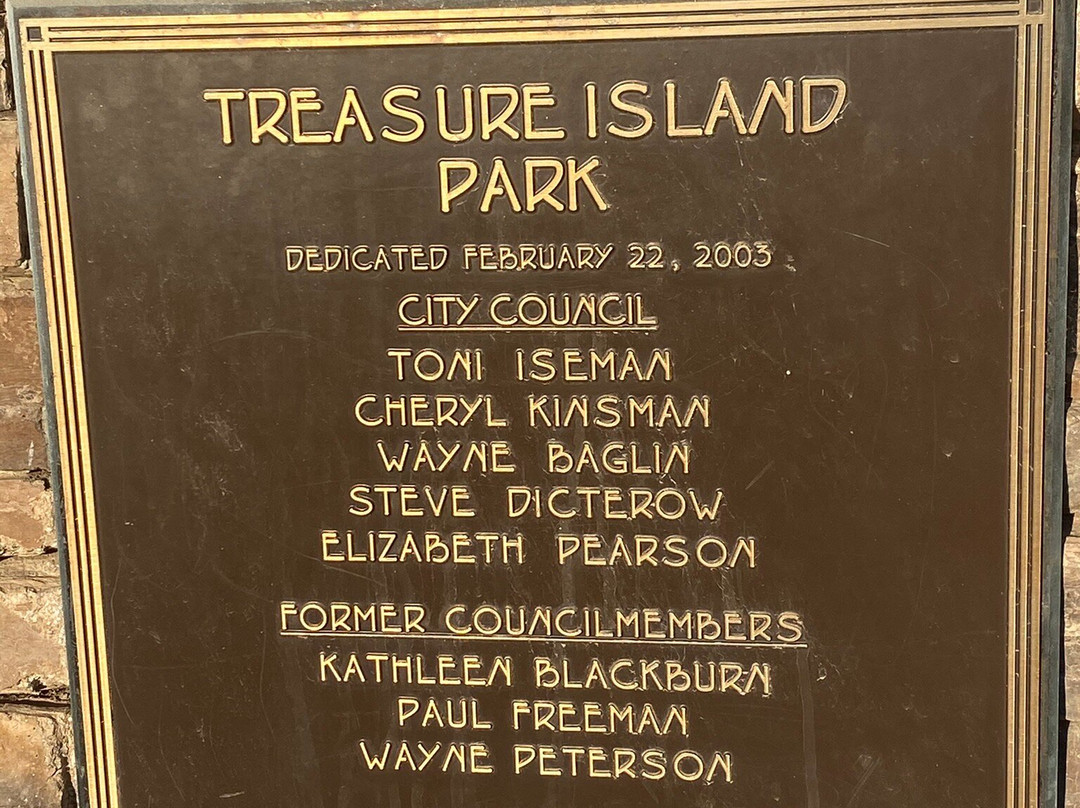 TREASURE ISLAND
PARK
DEDICATED FEBRUARY 22, 2003
CITY COUNCIL
TONI ISEMAN
CHERYL KINSMAN
WAYNE BAGLIN
STEVE DICTEROW
ELIZABETH PEARSON
FORMER COUNCILMEMBERS
KATHLEEN BLACKBURN
PAUL FREEMAN
WAYNE PETERSON